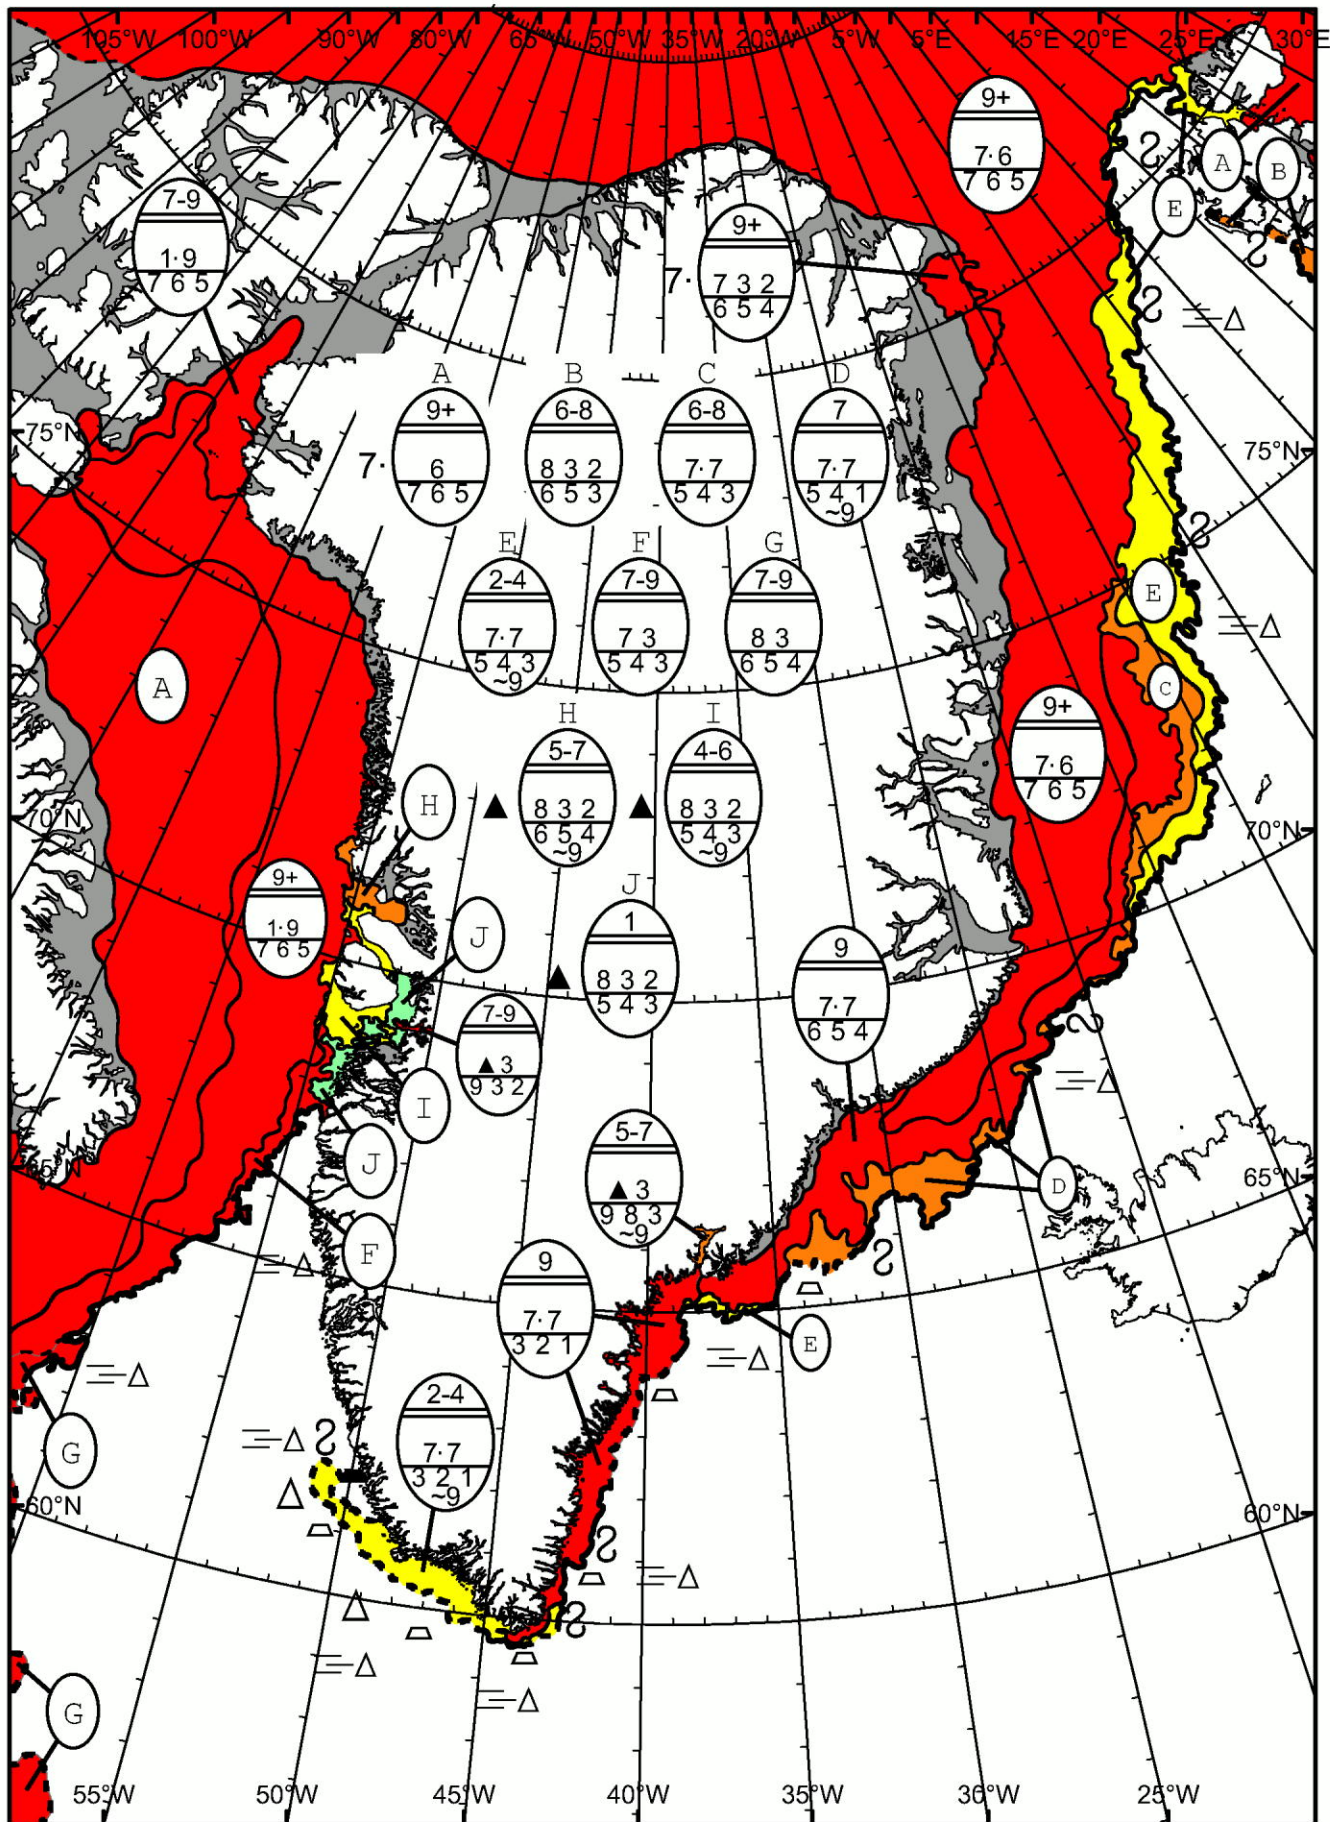 105°W 100°W 90°W 80°W 65°W 50°W 35°W 20°W 5°W 5°E 15°E 20°E 25°E 30°E
9+
7·6
7 6 5
A
B
E
7-9
1·9
7 6 5
9+
7· 7 3 2
6 5 4
75°N
75°N
A
9+
7· 6
7 6 5
B
6-8
8 3 2
6 5 3
C
6-8
7·7
5 4 3
D
7
7·7
5 4 1
~9
E
2-4
7·7
5 4 3
~9
F
7-9
7 3
5 4 3
G
7-9
8 3
6 5 4
E
C
A
H
5-7
▲ 8 3 2
6 5 4
~9
I
4-6
▲ 8 3 2
5 4 3
~9
9+
7·6
7 6 5
H
70°N
70°N
J
1
▲ 8 3 2
5 4 3
9+
1·9
7 6 5
J
9
7·7
6 5 4
7-9
▲ 3
9 3 2
I
J
5-7
▲ 3
9 8 3
~9
D
65°N
65°N
F
9
7·7
3 2 1
E
2-4
7·7
3 2 1
~9
G
60°N
60°N
G
55°W 50°W 45°W 40°W 35°W 30°W 25°W